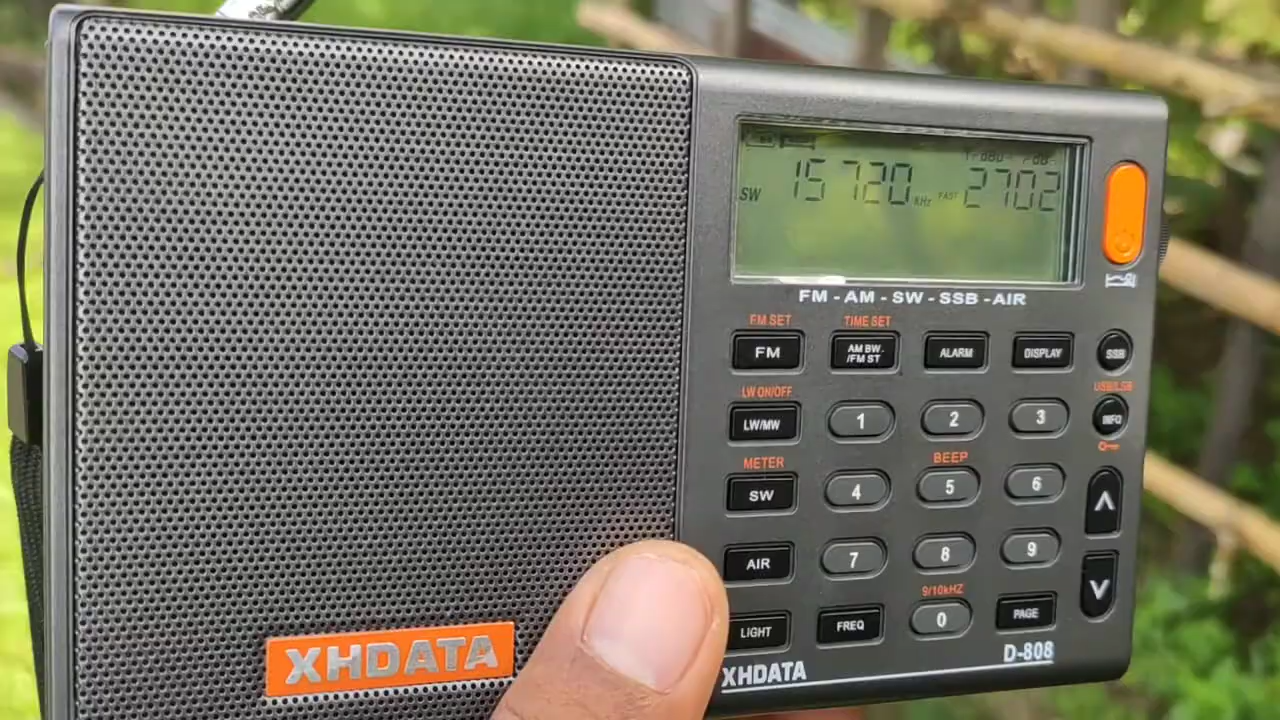 SW 15720 KHz FAST 2702
FM - AM - SW - SSB - AIR
FM SET TIME SET
FM AM BW. /FM ST ALARM DISPLAY SSB
LW ON/OFF USB/LSB
LW/MW 1 2 3 INFO
METER BEEP
SW 4 5 6
AIR 7 8 9
9/10kHZ
LIGHT FREQ 0 PAGE
XHDATA D-808
XHDATA